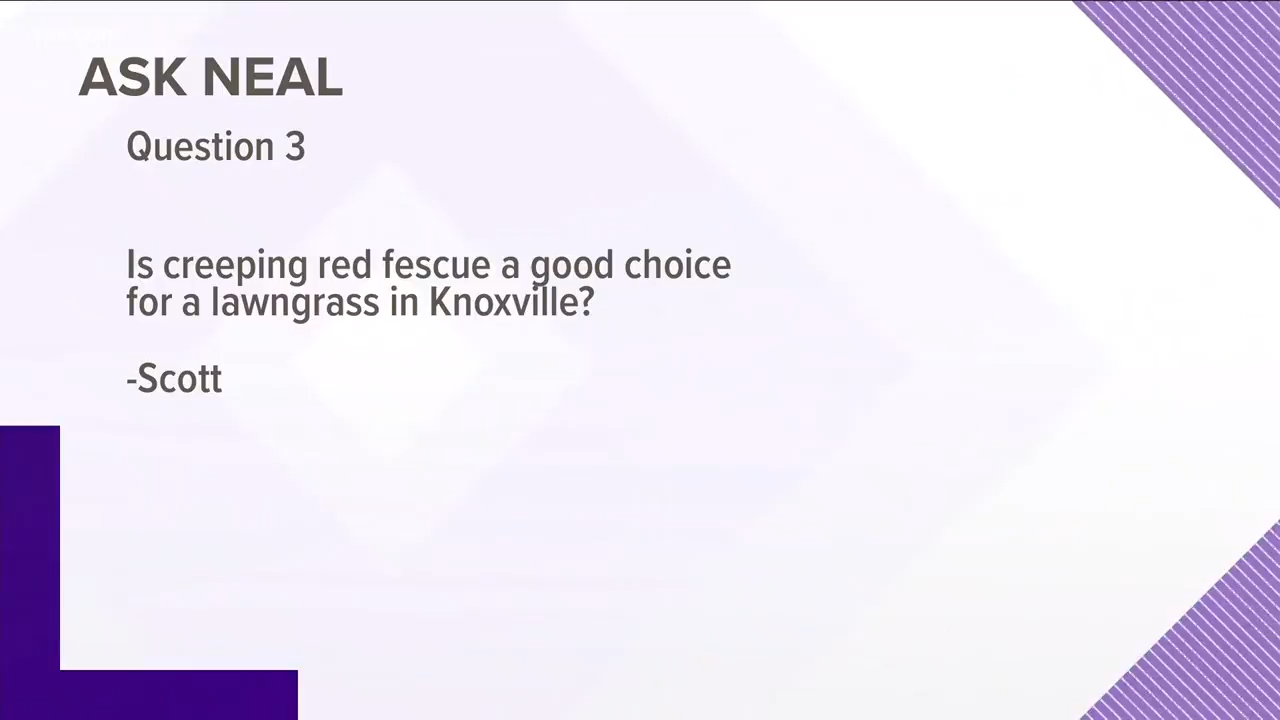 ASK NEAL
Question 3
Is creeping red fescue a good choice
for a lawngrass in Knoxville?
-Scott